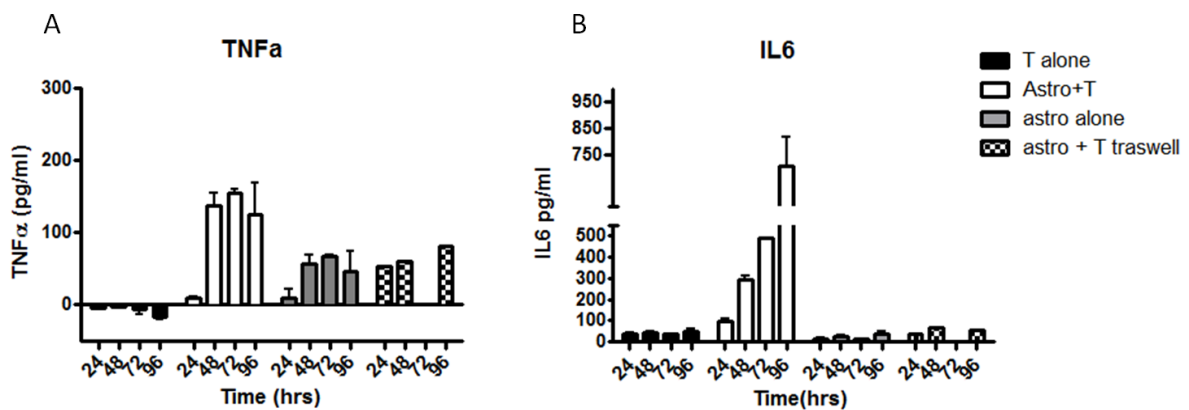 A
TNFa
TNFα (pg/ml)
300
200
100
0
24 48 72 96 24 48 72 96 24 48 72 96 24 48 72 96
Time (hrs)
B
IL6
IL6 pg/ml
950
850
750
500
400
300
200
100
0
24 48 72 96 24 48 72 96 24 48 72 96 24 48 72 96
Time(hrs)
T alone
Astro+T
astro alone
astro + T traswell